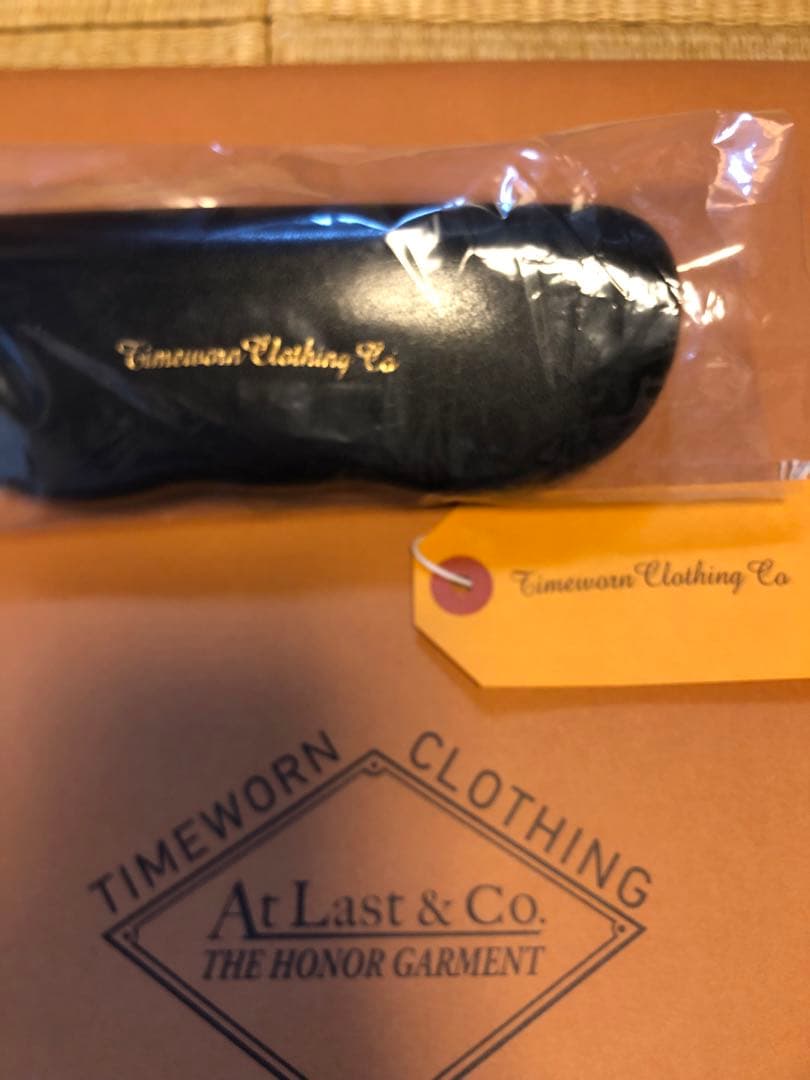 Timeworn Clothing Co
Timeworn Clothing Co
TIMEWORN CLOTHING
At Last & Co.
THE HONOR GARMENT